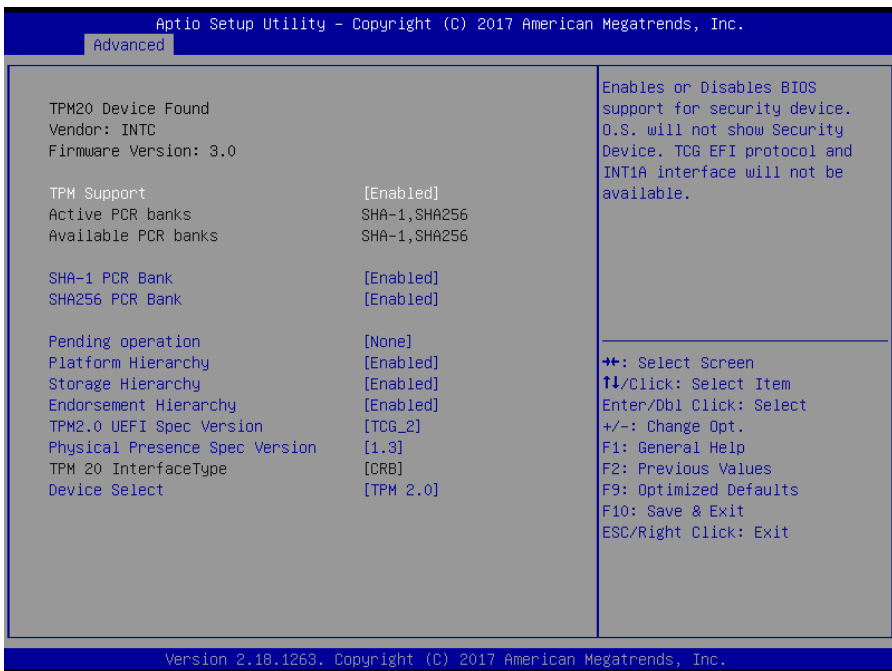 Aptio Setup Utility – Copyright (C) 2017 American Megatrends, Inc.
Advanced
TPM20 Device Found
Vendor: INTC
Firmware Version: 3.0
TPM Support [Enabled]
Active PCR banks SHA-1,SHA256
Available PCR banks SHA-1,SHA256
SHA-1 PCR Bank [Enabled]
SHA256 PCR Bank [Enabled]
Pending operation [None]
Platform Hierarchy [Enabled]
Storage Hierarchy [Enabled]
Endorsement Hierarchy [Enabled]
TPM2.0 UEFI Spec Version [TCG_2]
Physical Presence Spec Version [1.3]
TPM 20 InterfaceType [CRB]
Device Select [TPM 2.0]
Enables or Disables BIOS
support for security device.
O.S. will not show Security
Device. TCG EFI protocol and
INT1A interface will not be
available.
→←: Select Screen
↑↓/Click: Select Item
Enter/Dbl Click: Select
+/-: Change Opt.
F1: General Help
F2: Previous Values
F9: Optimized Defaults
F10: Save & Exit
ESC/Right Click: Exit
Version 2.18.1263. Copyright (C) 2017 American Megatrends, Inc.